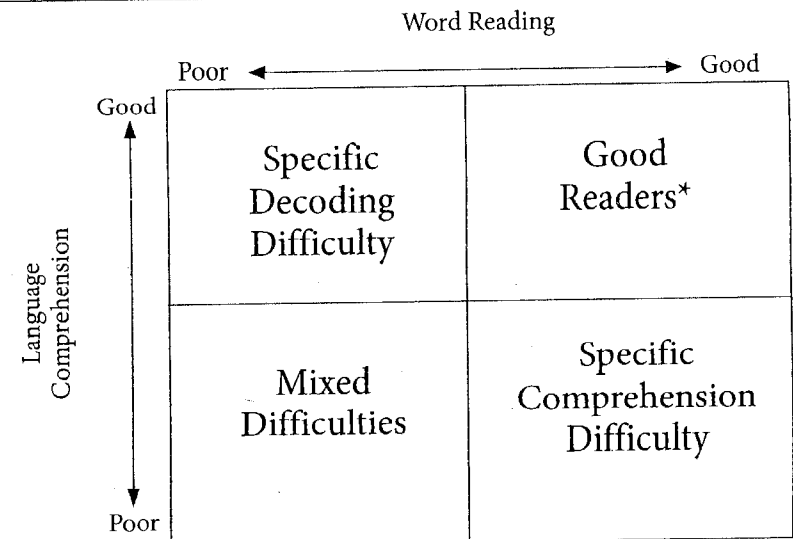 Word Reading
Poor
Good
Good
Specific
Decoding
Difficulty
Good
Readers*
Language
Comprehension
Mixed
Difficulties
Specific
Comprehension
Difficulty
Poor